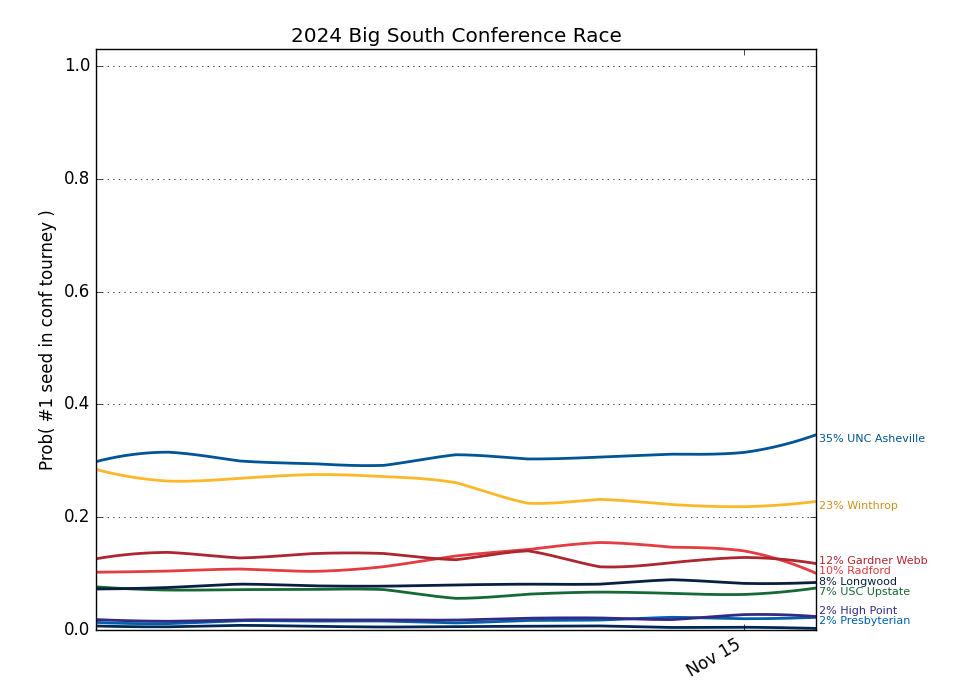 2024 Big South Conference Race
Prob( #1 seed in conf tourney )
1.0
0.8
0.6
0.4
0.2
0.0
35% UNC Asheville
23% Winthrop
12% Gardner Webb
10% Radford
8% Longwood
7% USC Upstate
2% High Point
2% Presbyterian
Nov 15